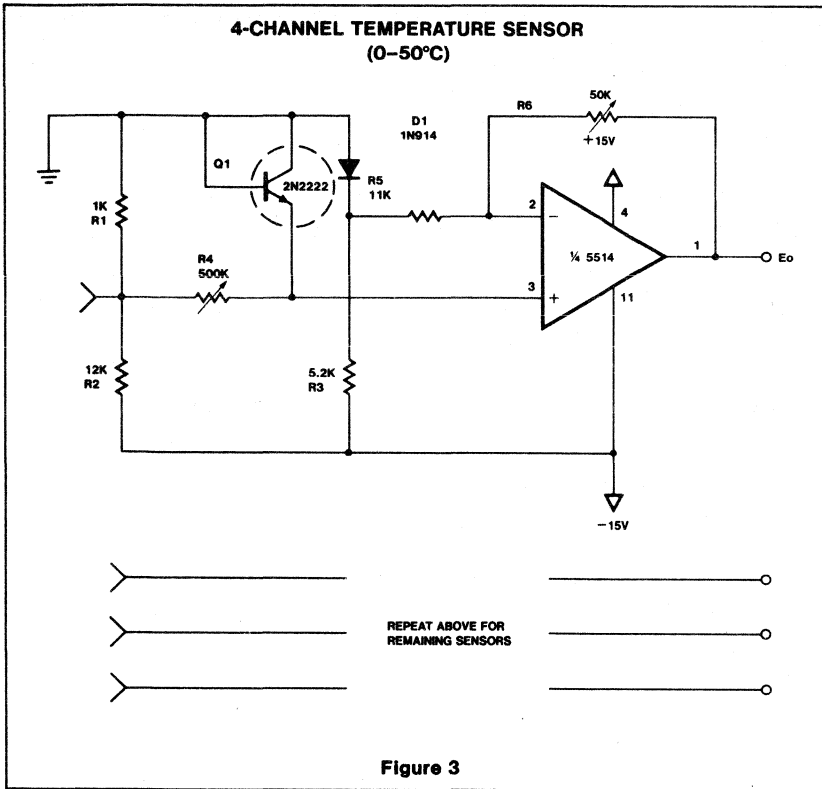 4-CHANNEL TEMPERATURE SENSOR
(0–50°C)
50K
R6
+15V
D1
1N914
Q1
2N2222
R5
11K
1K
R1
2
−
4
¼ 5514
1
Eo
R4
500K
3
+
11
12K
R2
5.2K
R3
−15V
REPEAT ABOVE FOR
REMAINING SENSORS
Figure 3